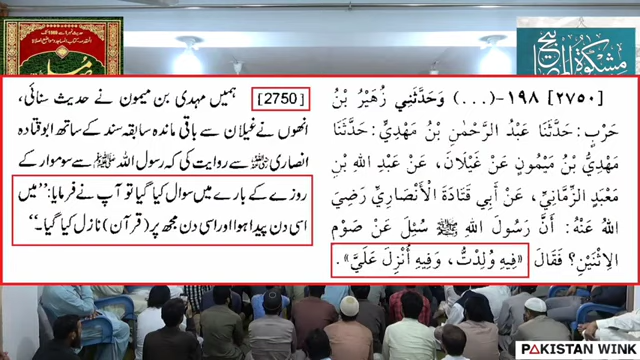 [٢٧٥٠] ١٩٨-(...) وَحَدَّثَنِي زُهَيْرُ بْنُ
حَرْبٍ: حَدَّثَنَا عَبْدُ الرَّحْمٰنِ بْنُ مَهْدِيٍّ: حَدَّثَنَا
مَهْدِيُّ بْنُ مَيْمُونٍ عَنْ غَيْلَانَ، عَنْ عَبْدِ اللهِ بْنِ
مَعْبَدٍ الزِّمَّانِيِّ، عَنْ أَبِي قَتَادَةَ الْأَنْصَارِيِّ رَضِيَ
اللهُ عَنْهُ: أَنَّ رَسُولَ اللهِ ﷺ سُئِلَ عَنْ صَوْمِ
الِاثْنَيْنِ؟ فَقَالَ «فِيهِ وُلِدْتُ، وَفِيهِ أُنْزِلَ عَلَيَّ».
[2750] ہمیں مہدی بن میمون نے حدیث سنائی،
انھوں نے غیلان سے باقی ماندہ سابقہ سند کے ساتھ ابوقتادہ
انصاری رضی اللہ عنہ سے روایت کی کہ رسول اللہ ﷺ سے سوموار کے
روزے کے بارے میں سوال کیا گیا تو آپ نے فرمایا: ”میں
اسی دن پیدا ہوا اور اسی دن مجھ پر (قرآن) نازل کیا گیا۔“
مشکوٰۃ المصابیح
PAKISTAN WINK